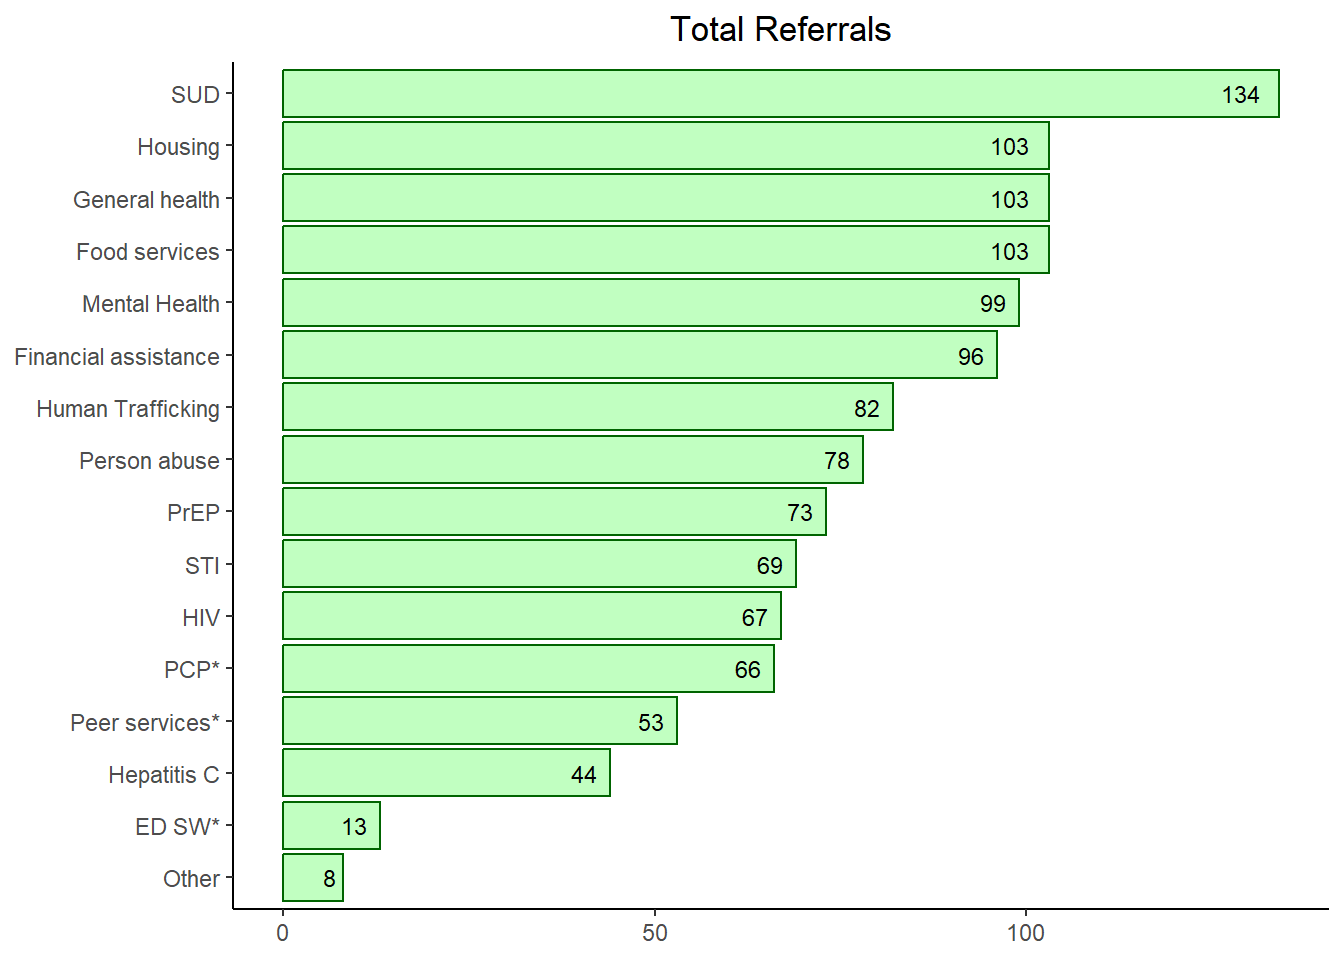 Total Referrals
SUD 134
Housing 103
General health 103
Food services 103
Mental Health 99
Financial assistance 96
Human Trafficking 82
Person abuse 78
PrEP 73
STI 69
HIV 67
PCP* 66
Peer services* 53
Hepatitis C 44
ED SW* 13
Other 8
0 50 100